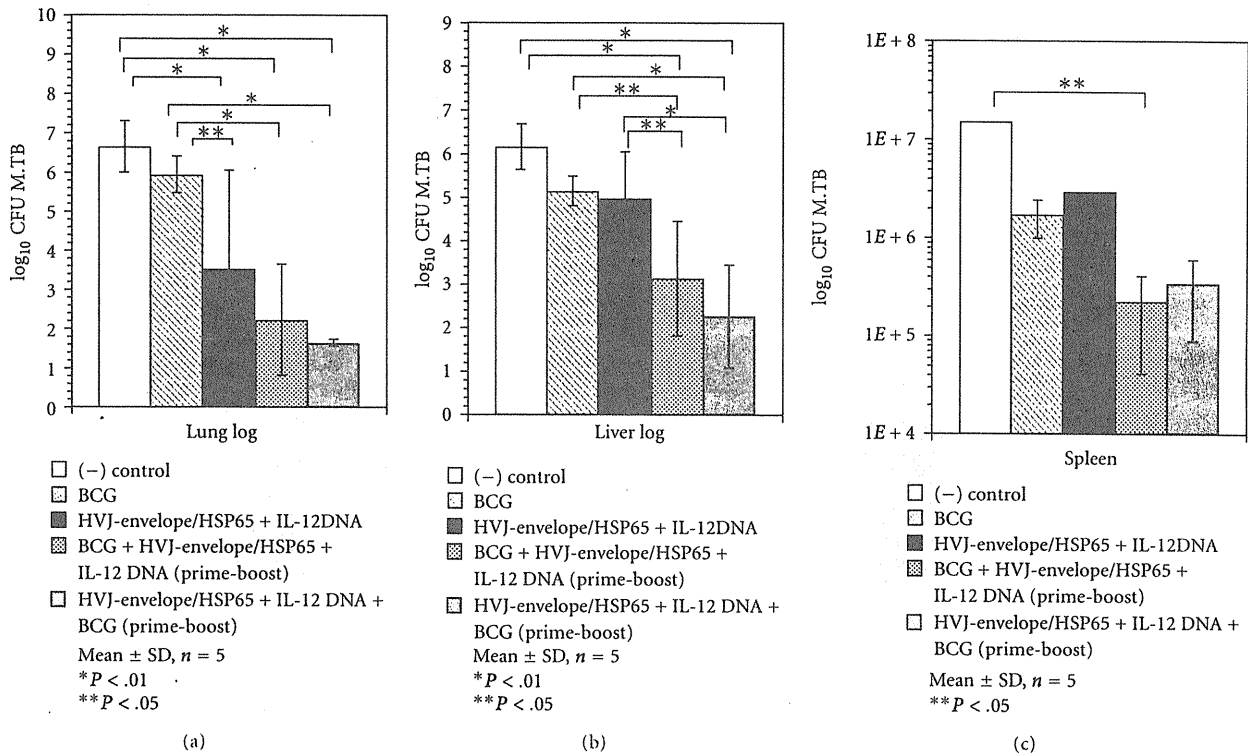 10
9
8
7
6
5
4
3
2
1
0
log10 CFU M.TB
*
*
*
*
*
**
Lung log
(−) control
BCG
HVJ-envelope/HSP65 + IL-12DNA
BCG + HVJ-envelope/HSP65 +
IL-12 DNA (prime-boost)
HVJ-envelope/HSP65 + IL-12 DNA +
BCG (prime-boost)
Mean ± SD, n = 5
*P < .01
**P < .05
(a)
9
8
7
6
5
4
3
2
1
0
log10 CFU M.TB
*
*
*
**
*
**
Liver log
(−) control
BCG
HVJ-envelope/HSP65 + IL-12DNA
BCG + HVJ-envelope/HSP65 +
IL-12 DNA (prime-boost)
HVJ-envelope/HSP65 + IL-12 DNA +
BCG (prime-boost)
Mean ± SD, n = 5
*P < .01
**P < .05
(b)
1E + 8
1E + 7
1E + 6
1E + 5
1E + 4
log10 CFU M.TB
**
Spleen
(−) control
BCG
HVJ-envelope/HSP65 + IL-12DNA
BCG + HVJ-envelope/HSP65 +
IL-12 DNA (prime-boost)
HVJ-envelope/HSP65 + IL-12 DNA +
BCG (prime-boost)
Mean ± SD, n = 5
**P < .05
(c)